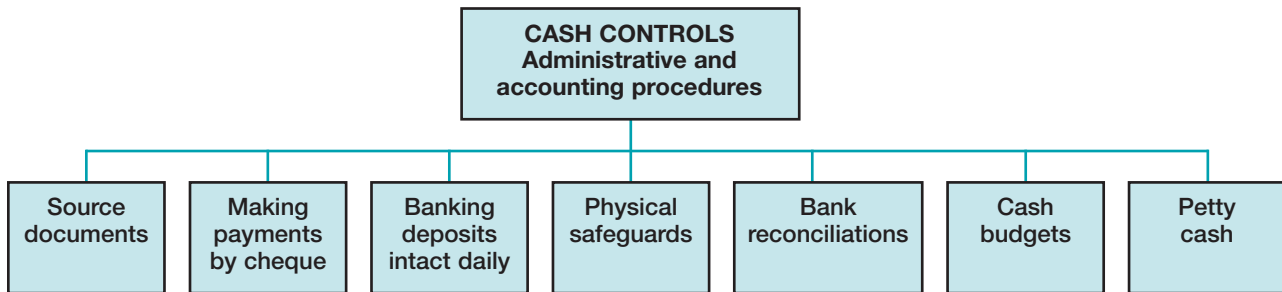 CASH CONTROLS
Administrative and
accounting procedures
Source
documents
Making
payments
by cheque
Banking
deposits
intact daily
Physical
safeguards
Bank
reconciliations
Cash
budgets
Petty
cash